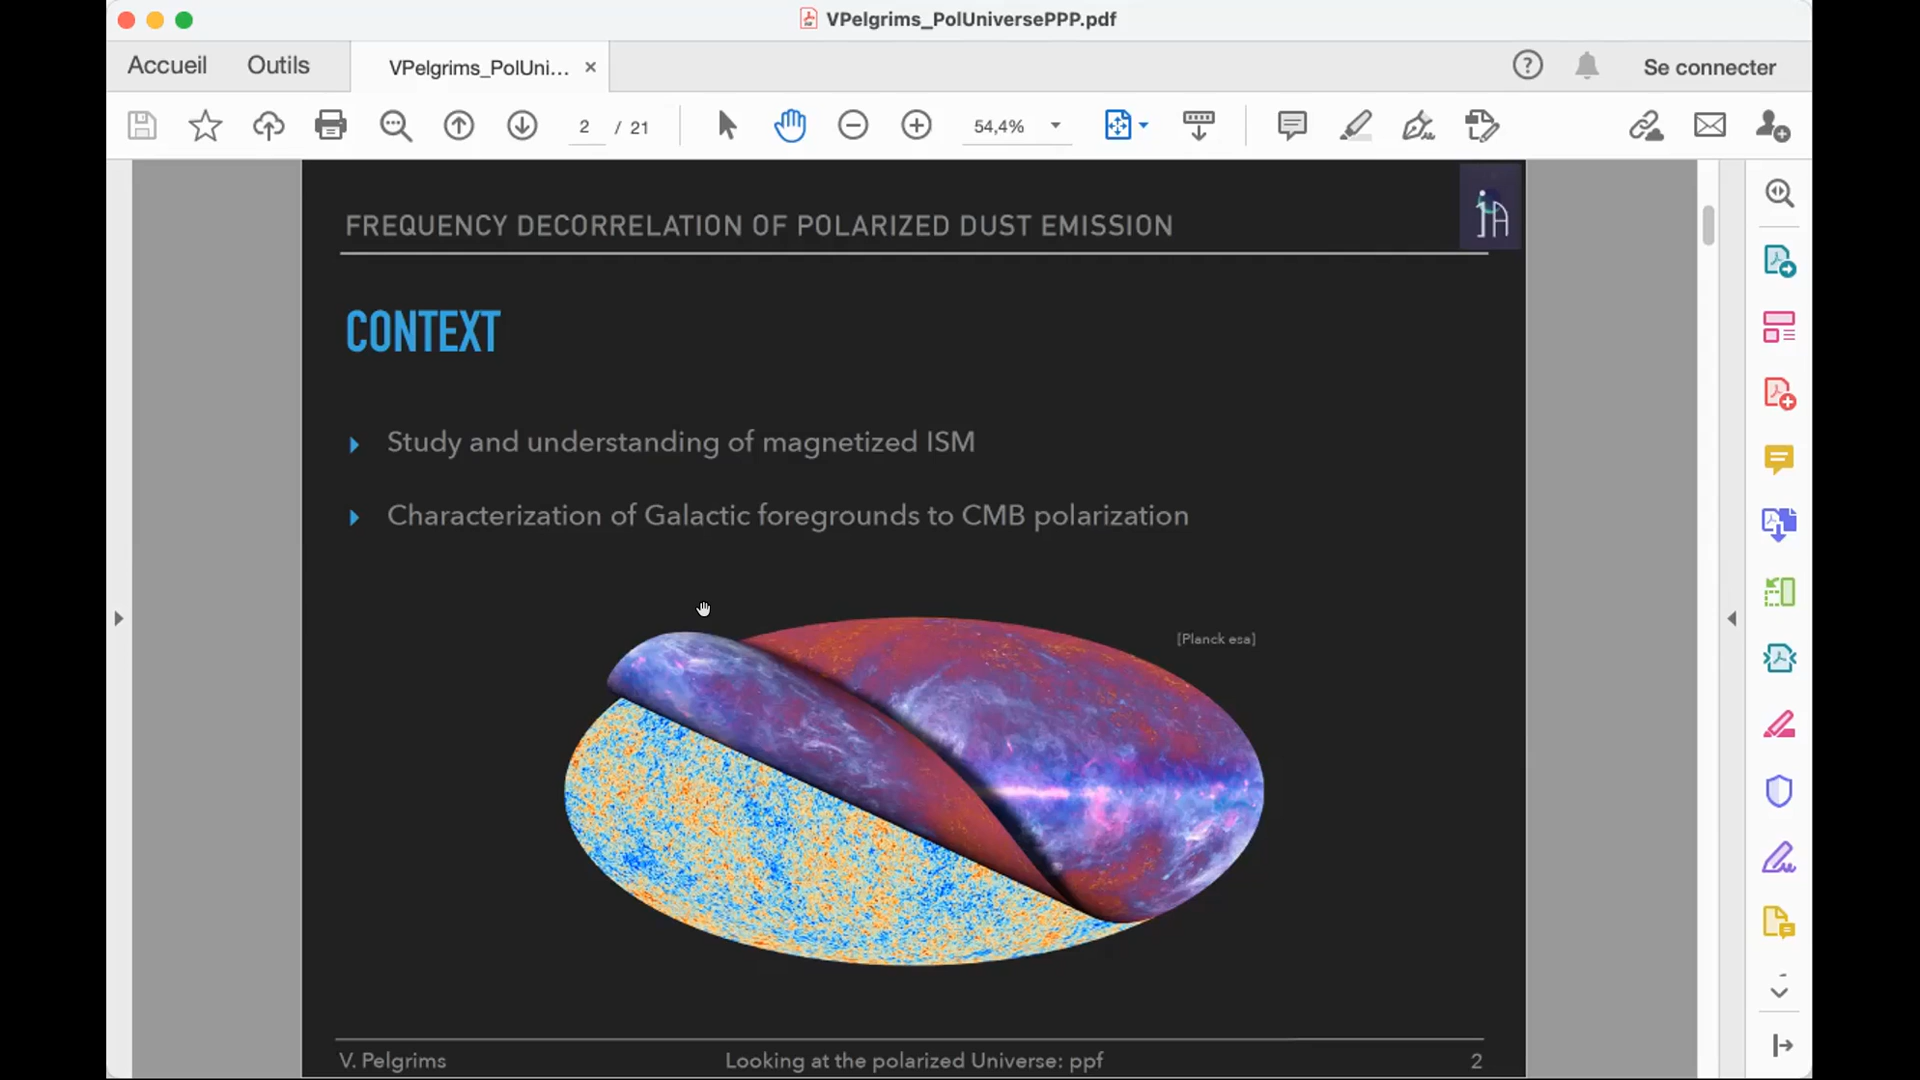 VPelgrims_PolUniversePPP.pdf
Accueil Outils VPelgrims_PolUni... × Se connecter
2 / 21 54,4%
FREQUENCY DECORRELATION OF POLARIZED DUST EMISSION
CONTEXT
Study and understanding of magnetized ISM
Characterization of Galactic foregrounds to CMB polarization
[Planck esa]
V. Pelgrims Looking at the polarized Universe: ppf 2